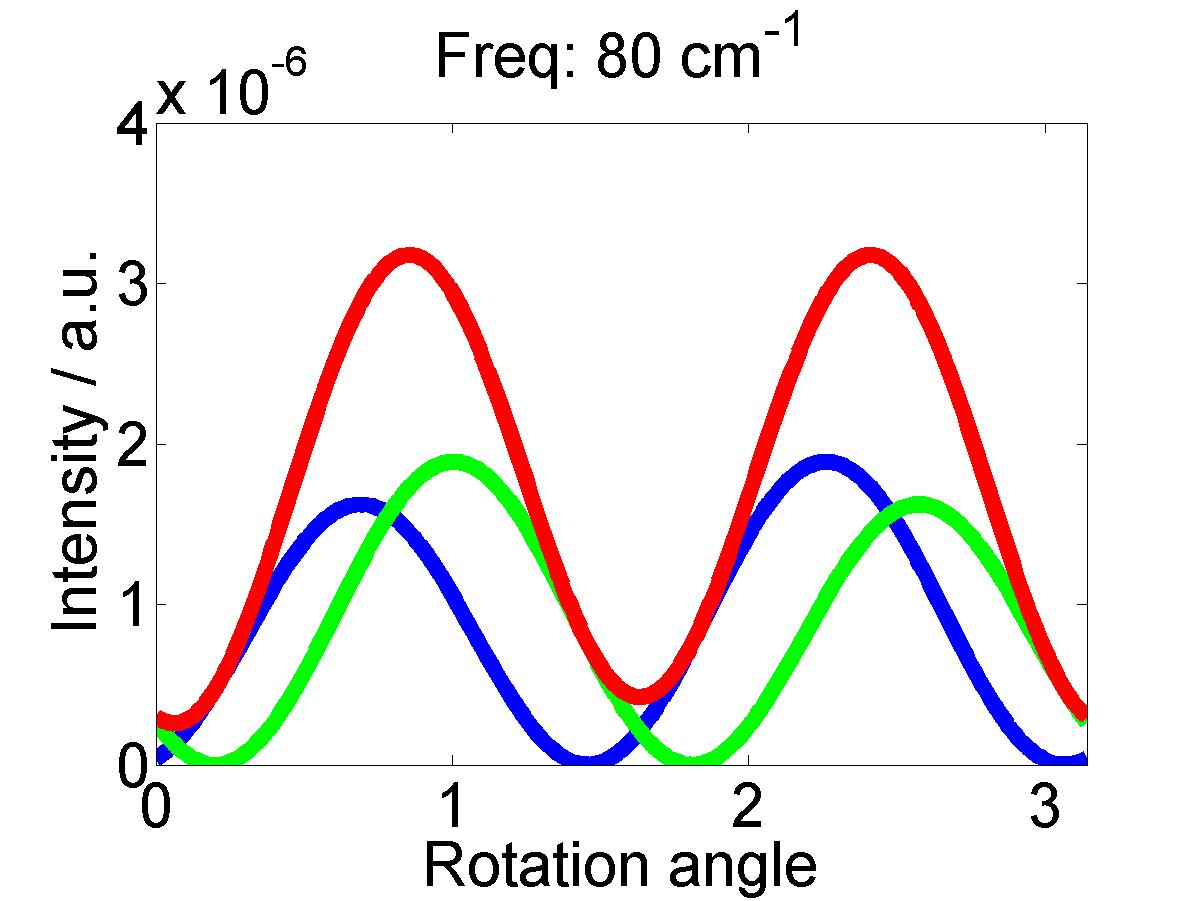 Freq: 80 cm⁻¹
x 10⁻⁶
4
3
2
1
0
0 1 2 3
Intensity / a.u.
Rotation angle